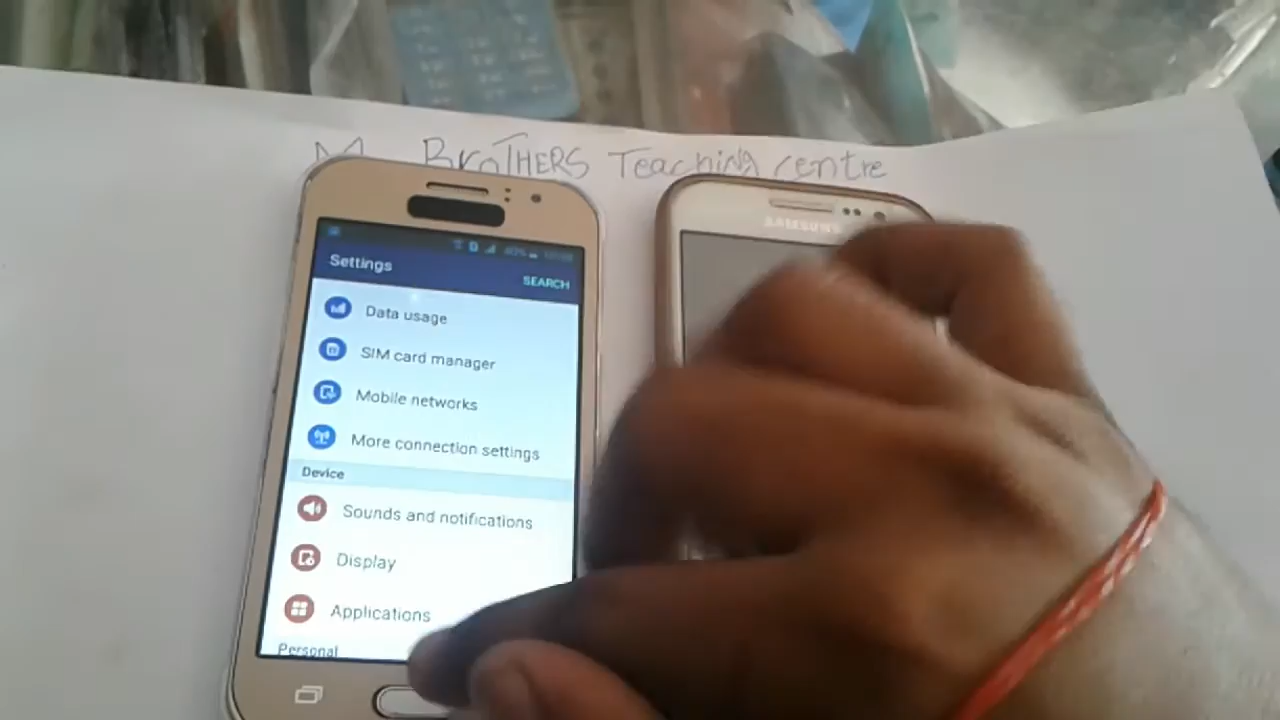 BROTHERS Teaching centre
SAMSUNG
Settings
SEARCH
Data usage
SIM card manager
Mobile networks
More connection settings
Device
Sounds and notifications
Display
Applications
Personal